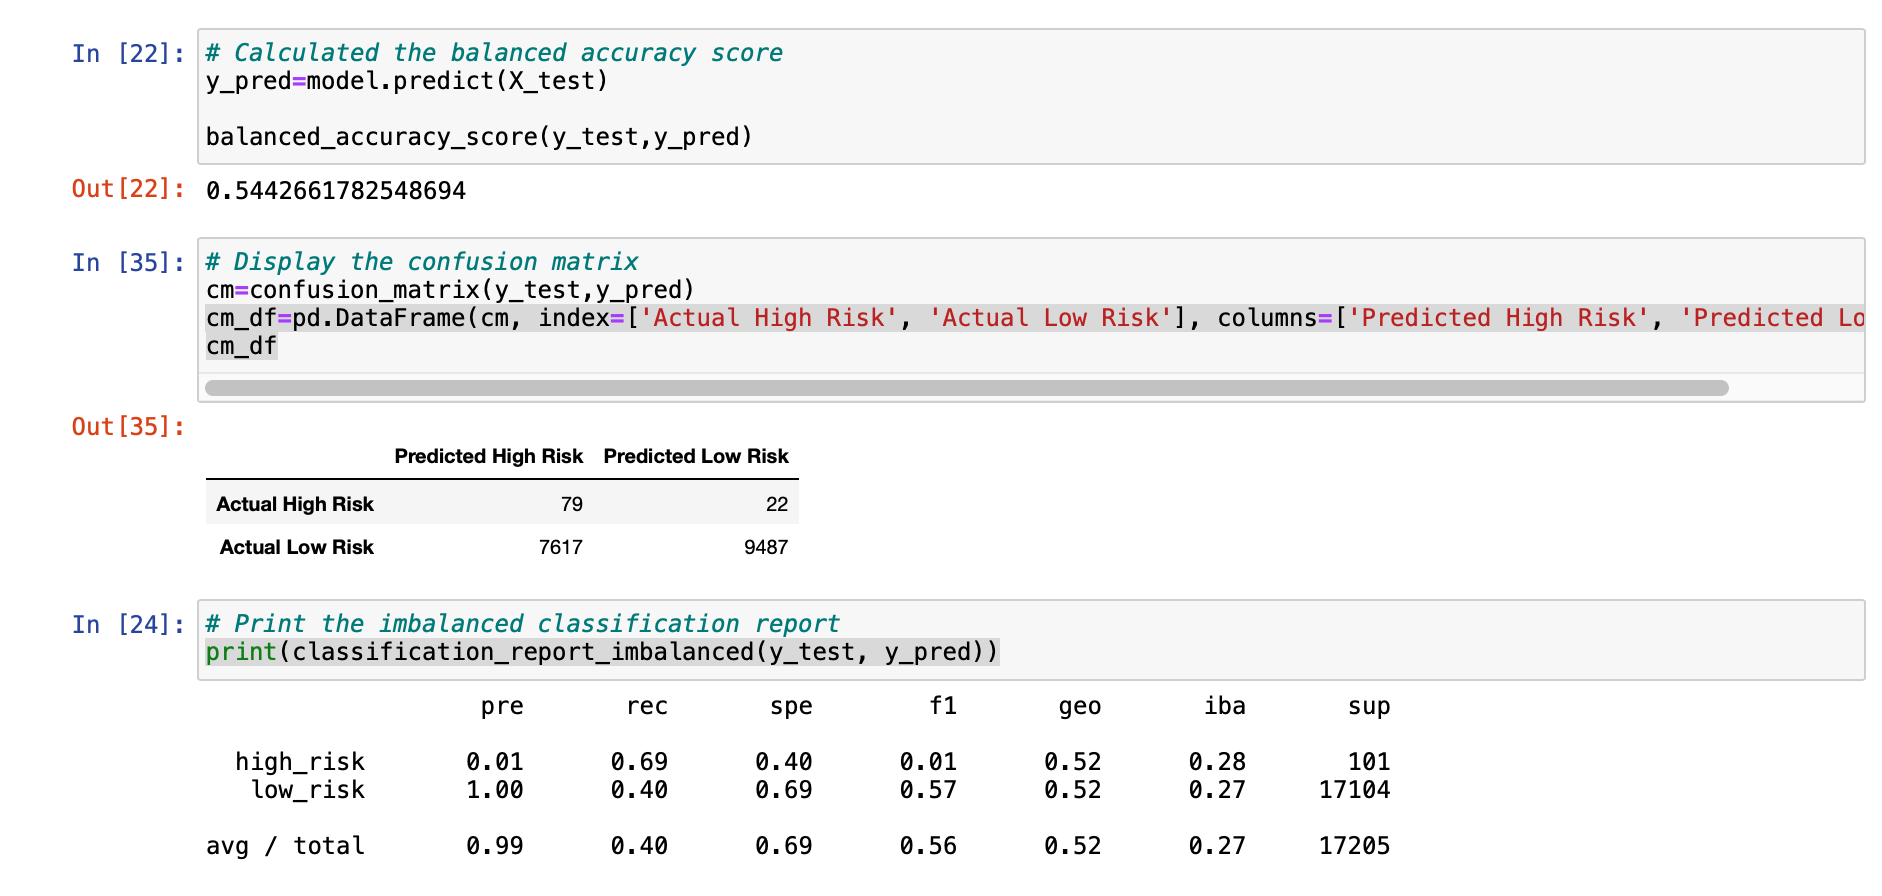 In [22]: # Calculated the balanced accuracy score
y_pred=model.predict(X_test)
balanced_accuracy_score(y_test,y_pred)
Out[22]: 0.5442661782548694
In [35]: # Display the confusion matrix
cm=confusion_matrix(y_test,y_pred)
cm_df=pd.DataFrame(cm, index=['Actual High Risk', 'Actual Low Risk'], columns=['Predicted High Risk', 'Predicted Lo
cm_df
Out[35]:
Predicted High Risk Predicted Low Risk
Actual High Risk 79 22
Actual Low Risk 7617 9487
In [24]: # Print the imbalanced classification report
print(classification_report_imbalanced(y_test, y_pred))
pre rec spe f1 geo iba sup
high_risk 0.01 0.69 0.40 0.01 0.52 0.28 101
low_risk 1.00 0.40 0.69 0.57 0.52 0.27 17104
avg / total 0.99 0.40 0.69 0.56 0.52 0.27 17205